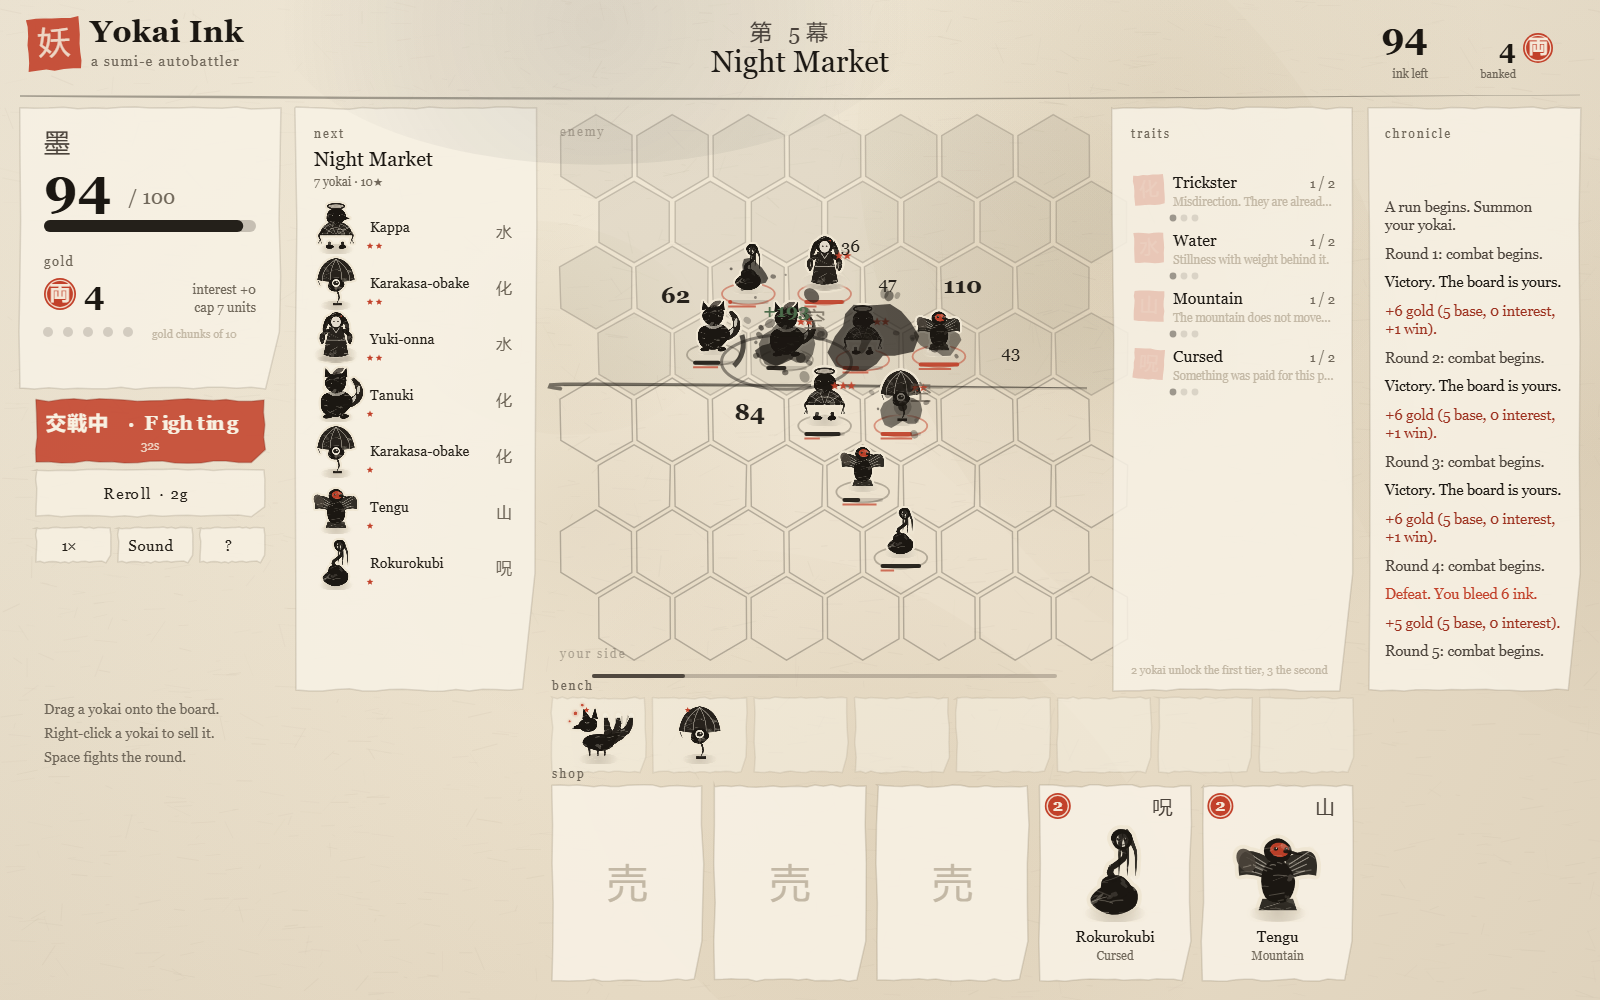 妖
Yokai Ink
a sumi-e autobattler
第 5 幕
Night Market
94
ink left
4
banked
両
墨
94 / 100
gold
両 4
interest +0
cap 7 units
gold chunks of 10
交戦中 · Fighting
32s
Reroll · 2g
1×
Sound
?
Drag a yokai onto the board.
Right-click a yokai to sell it.
Space fights the round.
next
Night Market
7 yokai · 10★
Kappa
水
★★
Karakasa-obake
化
★★
Yuki-onna
水
★★
Tanuki
化
★
Karakasa-obake
化
★
Tengu
山
★
Rokurokubi
呪
★
enemy
36
62
47
110
43
84
your side
traits
化
Trickster 1 / 2
Misdirection. They are alread...
水
Water 1 / 2
Stillness with weight behind it.
山
Mountain 1 / 2
The mountain does not move...
呪
Cursed 1 / 2
Something was paid for this p...
2 yokai unlock the first tier, 3 the second
chronicle
A run begins. Summon
your yokai.
Round 1: combat begins.
Victory. The board is yours.
+6 gold (5 base, 0 interest,
+1 win).
Round 2: combat begins.
Victory. The board is yours.
+6 gold (5 base, 0 interest,
+1 win).
Round 3: combat begins.
Victory. The board is yours.
+6 gold (5 base, 0 interest,
+1 win).
Round 4: combat begins.
Defeat. You bleed 6 ink.
+5 gold (5 base, 0 interest).
Round 5: combat begins.
bench
shop
売
売
売
2
呪
Rokurokubi
Cursed
2
山
Tengu
Mountain